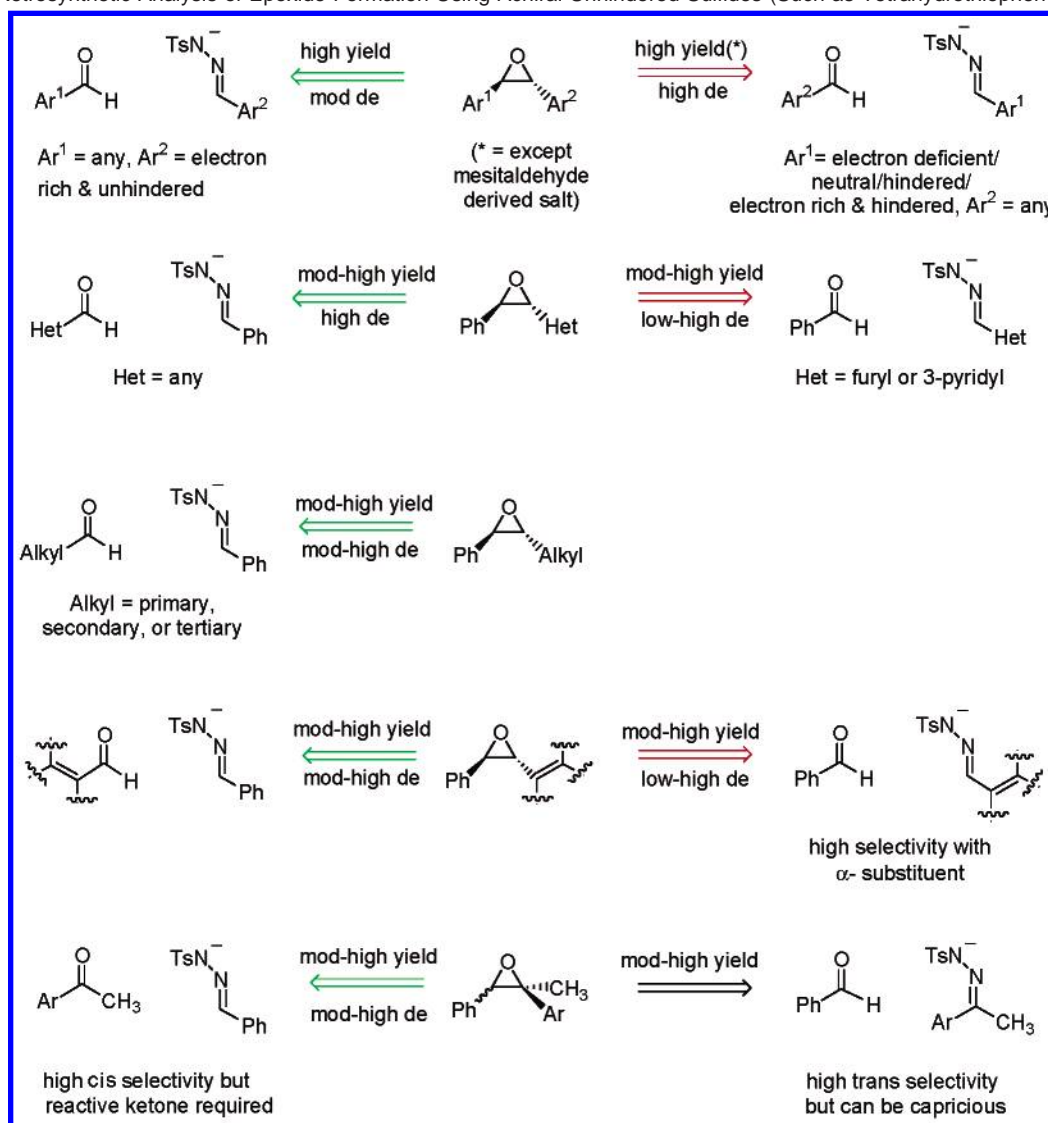 Retrosynthetic Analysis of Epoxide Formation Using Achiral Unhindered Sulfides (Such as Tetrahydrothiophene
O
Ar1 H
TsN−
N
Ar2
high yield
mod de
O
Ar1 Ar2
high yield(*)
high de
O
Ar2 H
TsN−
N
Ar1
Ar1 = any, Ar2 = electron
rich & unhindered
(* = except
mesitaldehyde
derived salt)
Ar1= electron deficient/
neutral/hindered/
electron rich & hindered, Ar2 = any
O
Het H
TsN−
N
Ph
mod-high yield
high de
O
Ph Het
mod-high yield
low-high de
O
Ph H
TsN−
N
Het
Het = any
Het = furyl or 3-pyridyl
O
Alkyl H
TsN−
N
Ph
mod-high yield
mod-high de
O
Ph Alkyl
Alkyl = primary,
secondary, or tertiary
O
H
TsN−
N
Ph
mod-high yield
mod-high de
O
Ph
mod-high yield
low-high de
O
Ph H
TsN−
N
high selectivity with
α- substituent
O
Ar CH3
TsN−
N
Ph
mod-high yield
mod-high de
O
Ph CH3
Ar
mod-high yield
O
Ph H
TsN−
N
Ar CH3
high cis selectivity but
reactive ketone required
high trans selectivity
but can be capricious